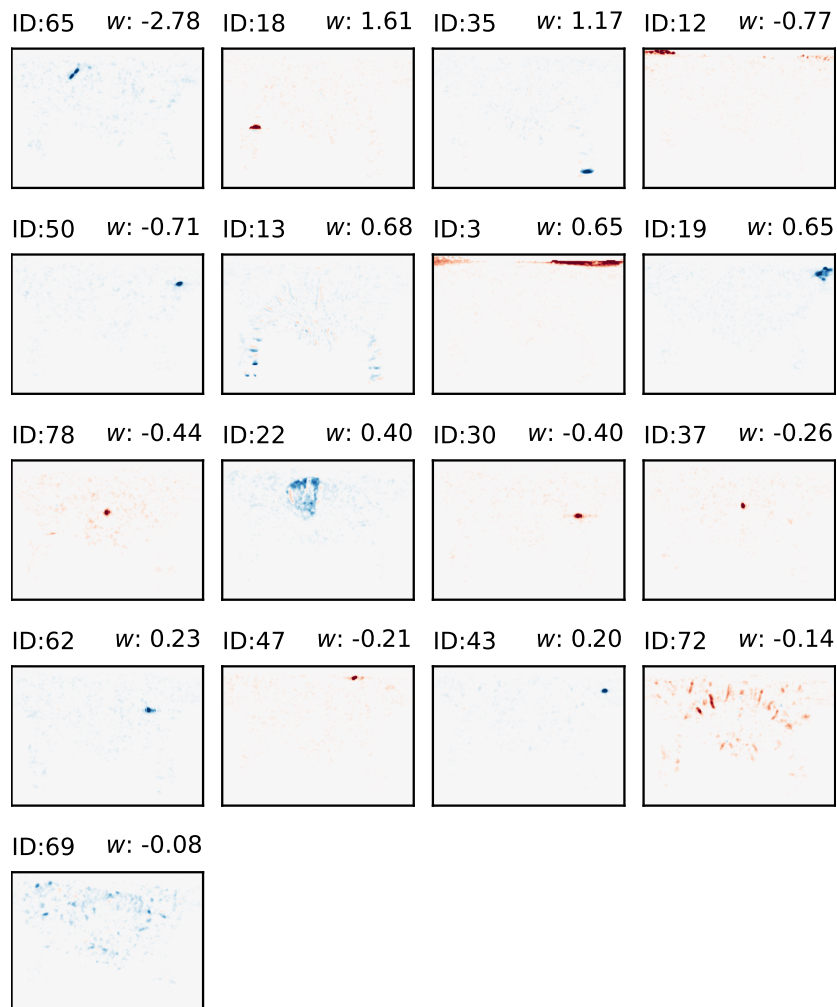 ID:65 w: -2.78 ID:18 w: 1.61 ID:35 w: 1.17 ID:12 w: -0.77
ID:50 w: -0.71 ID:13 w: 0.68 ID:3 w: 0.65 ID:19 w: 0.65
ID:78 w: -0.44 ID:22 w: 0.40 ID:30 w: -0.40 ID:37 w: -0.26
ID:62 w: 0.23 ID:47 w: -0.21 ID:43 w: 0.20 ID:72 w: -0.14
ID:69 w: -0.08